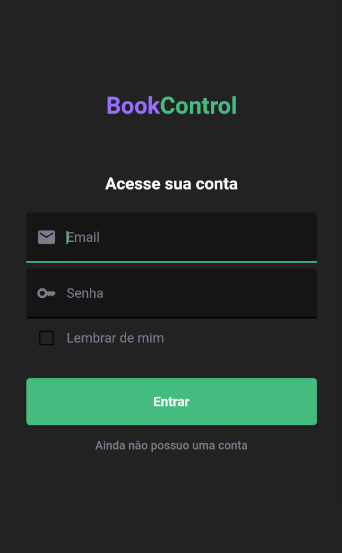 BookControl
Acesse sua conta
Email
Senha
Lembrar de mim
Entrar
Ainda não possuo uma conta